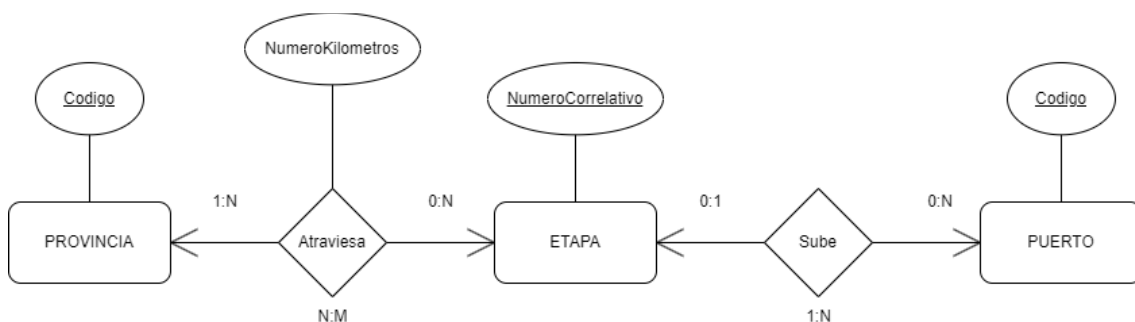 NumeroKilometros
Codigo
NumeroCorrelativo
Codigo
1:N
0:N
0:1
0:N
PROVINCIA
Atraviesa
ETAPA
Sube
PUERTO
N:M
1:N